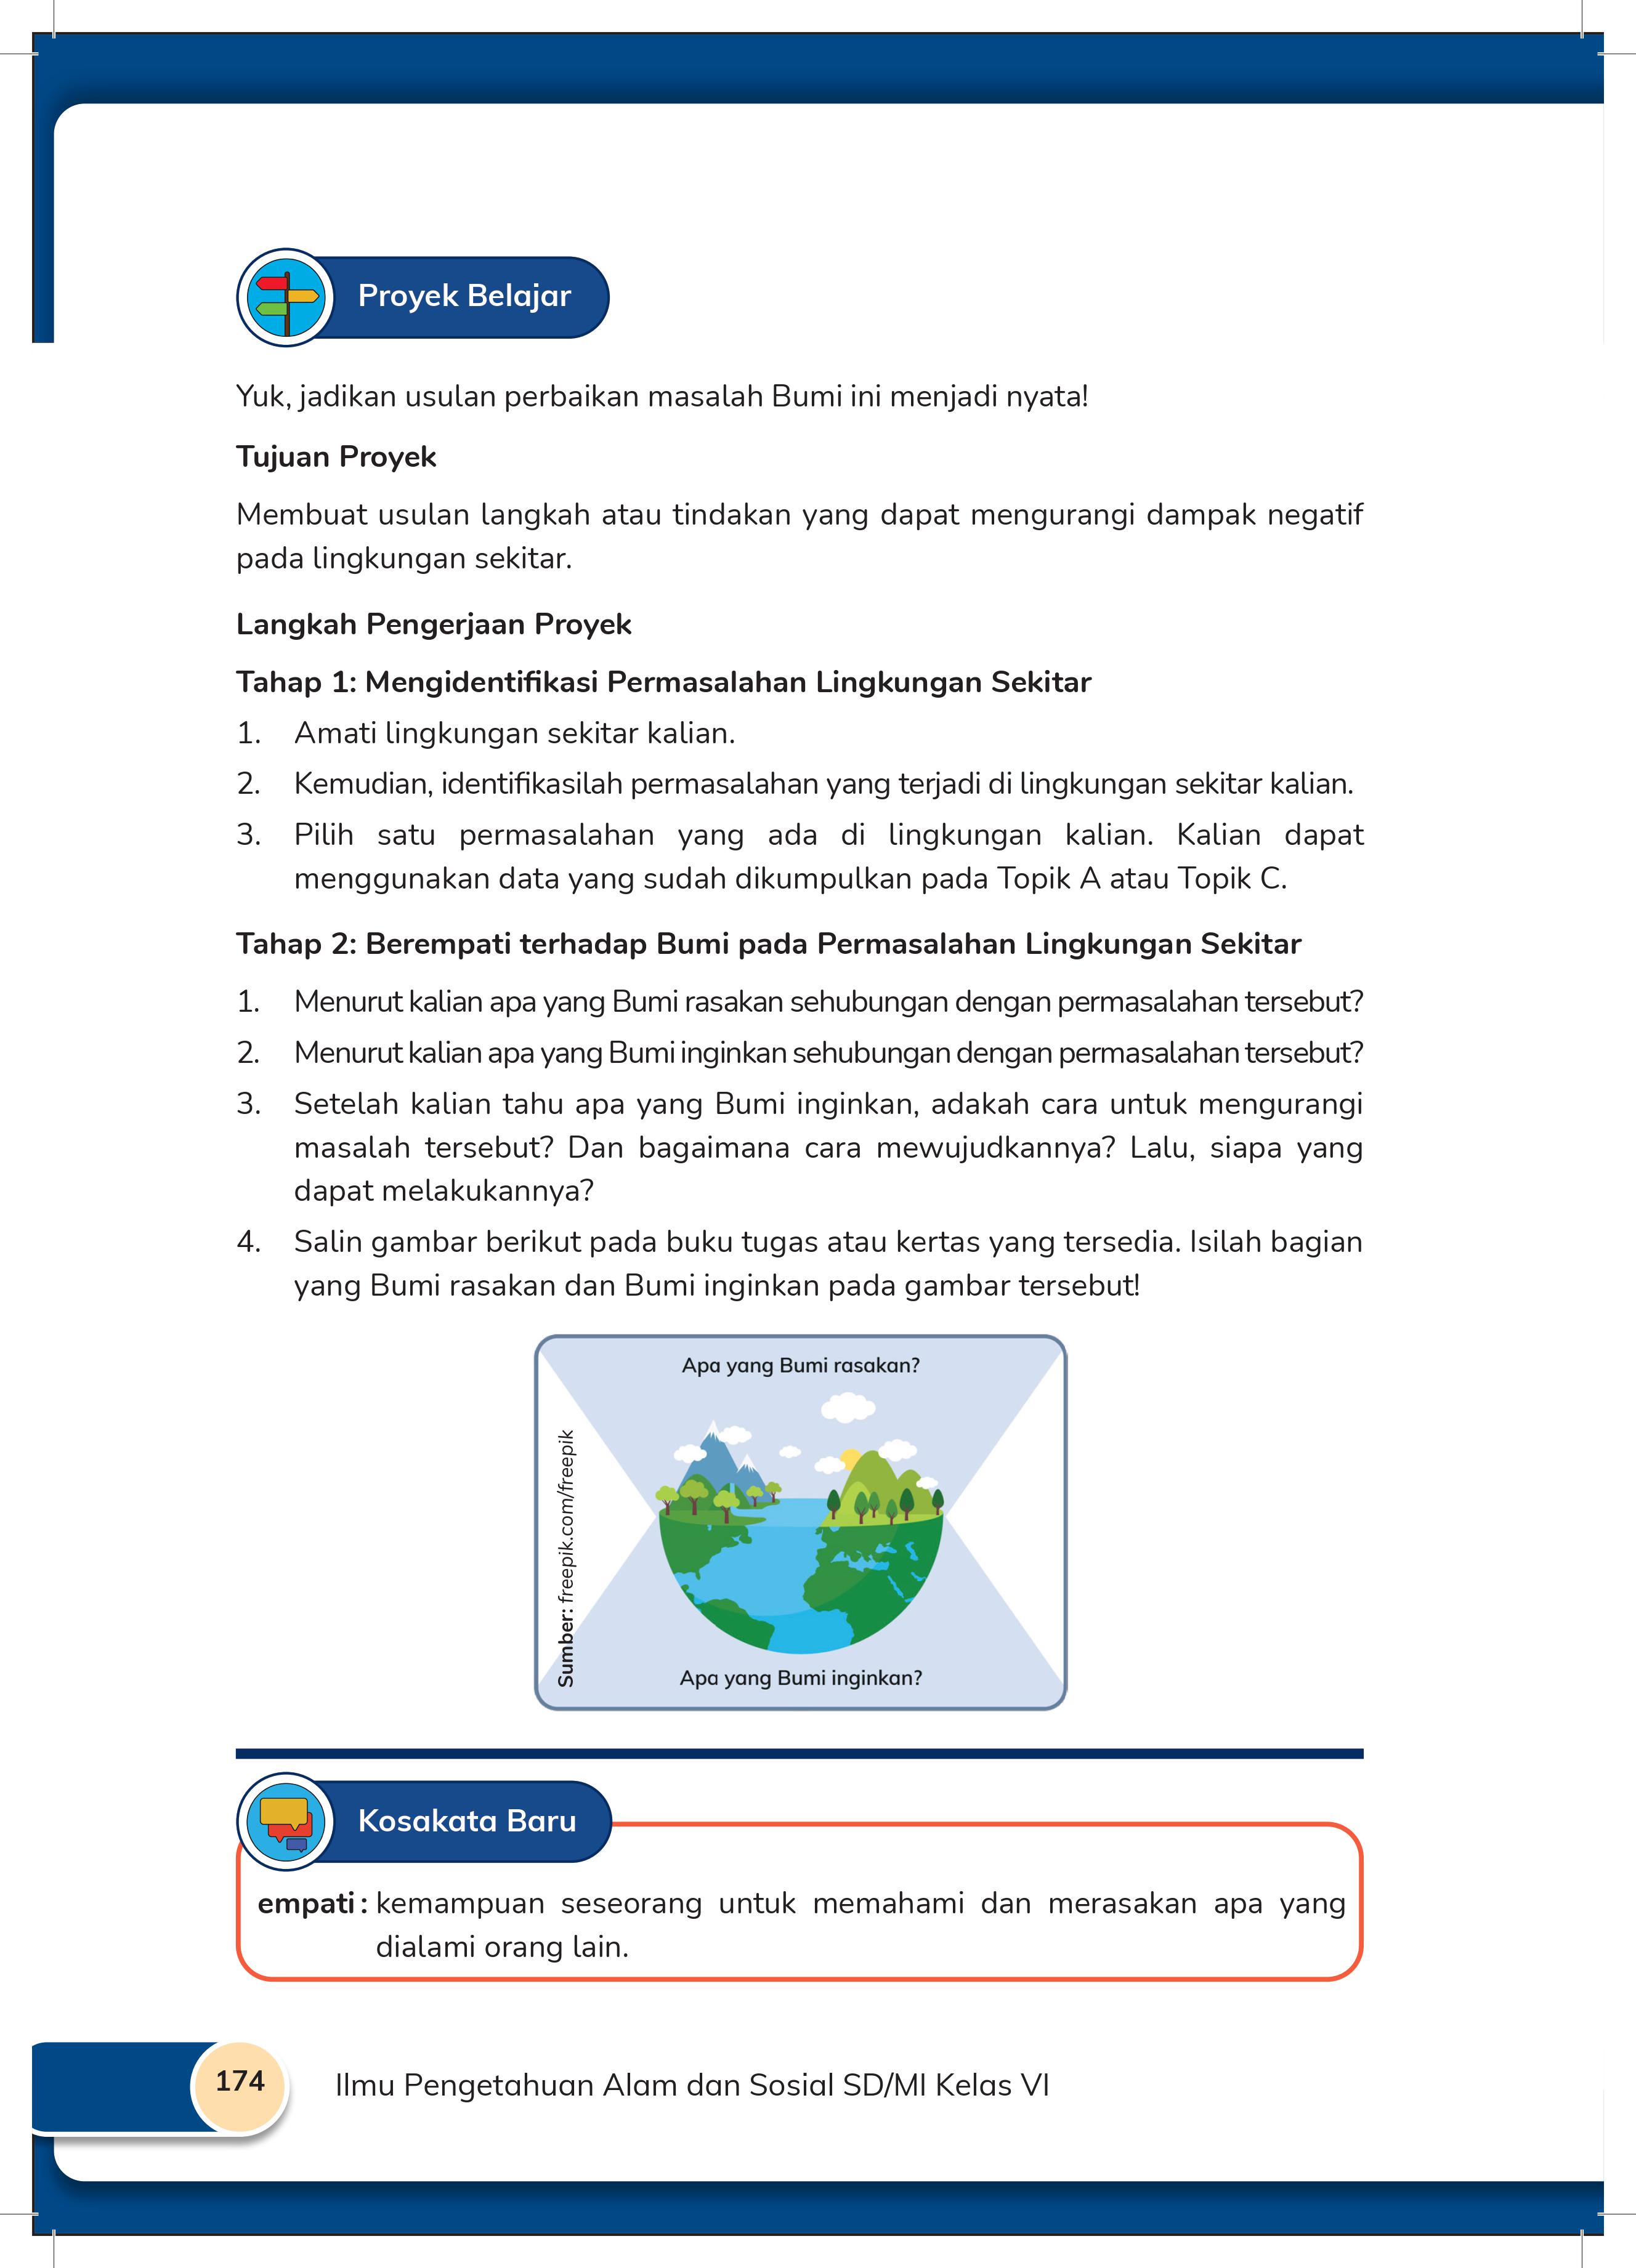 Proyek Belajar
Yuk, jadikan usulan perbaikan masalah Bumi ini menjadi nyata!
Tujuan Proyek
Membuat usulan langkah atau tindakan yang dapat mengurangi dampak negatif
pada lingkungan sekitar.
Langkah Pengerjaan Proyek
Tahap 1: Mengidentifikasi Permasalahan Lingkungan Sekitar
1. Amati lingkungan sekitar kalian.
2. Kemudian, identifikasilah permasalahan yang terjadi di lingkungan sekitar kalian.
3. Pilih satu permasalahan yang ada di lingkungan kalian. Kalian dapat
menggunakan data yang sudah dikumpulkan pada Topik A atau Topik C.
Tahap 2: Berempati terhadap Bumi pada Permasalahan Lingkungan Sekitar
1. Menurut kalian apa yang Bumi rasakan sehubungan dengan permasalahan tersebut?
2. Menurut kalian apa yang Bumi inginkan sehubungan dengan permasalahan tersebut?
3. Setelah kalian tahu apa yang Bumi inginkan, adakah cara untuk mengurangi
masalah tersebut? Dan bagaimana cara mewujudkannya? Lalu, siapa yang
dapat melakukannya?
4. Salin gambar berikut pada buku tugas atau kertas yang tersedia. Isilah bagian
yang Bumi rasakan dan Bumi inginkan pada gambar tersebut!
Apa yang Bumi rasakan?
Sumber: freepik.com/freepik
Apa yang Bumi inginkan?
Kosakata Baru
empati : kemampuan seseorang untuk memahami dan merasakan apa yang
dialami orang lain.
174 Ilmu Pengetahuan Alam dan Sosial SD/MI Kelas VI